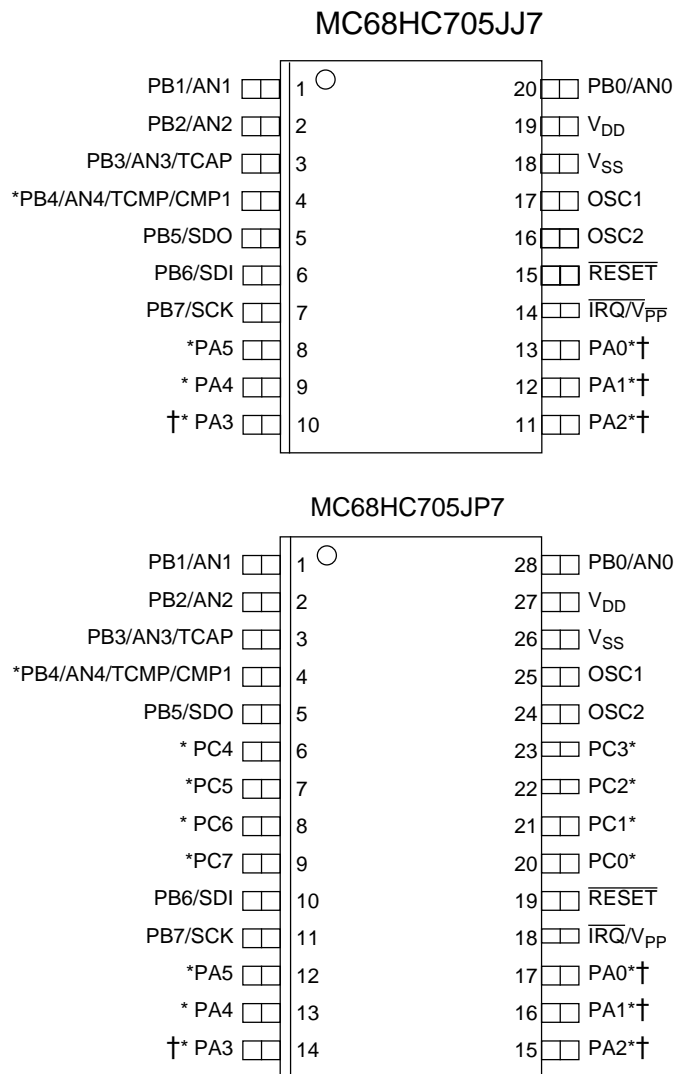 MC68HC705JJ7
PB1/AN1 1 20 PB0/AN0
PB2/AN2 2 19 VDD
PB3/AN3/TCAP 3 18 VSS
*PB4/AN4/TCMP/CMP1 4 17 OSC1
PB5/SDO 5 16 OSC2
PB6/SDI 6 15 RESET
PB7/SCK 7 14 IRQ/VPP
*PA5 8 13 PA0*†
* PA4 9 12 PA1*†
†* PA3 10 11 PA2*†
MC68HC705JP7
PB1/AN1 1 28 PB0/AN0
PB2/AN2 2 27 VDD
PB3/AN3/TCAP 3 26 VSS
*PB4/AN4/TCMP/CMP1 4 25 OSC1
PB5/SDO 5 24 OSC2
* PC4 6 23 PC3*
*PC5 7 22 PC2*
* PC6 8 21 PC1*
*PC7 9 20 PC0*
PB6/SDI 10 19 RESET
PB7/SCK 11 18 IRQ/VPP
*PA5 12 17 PA0*†
* PA4 13 16 PA1*†
†* PA3 14 15 PA2*†